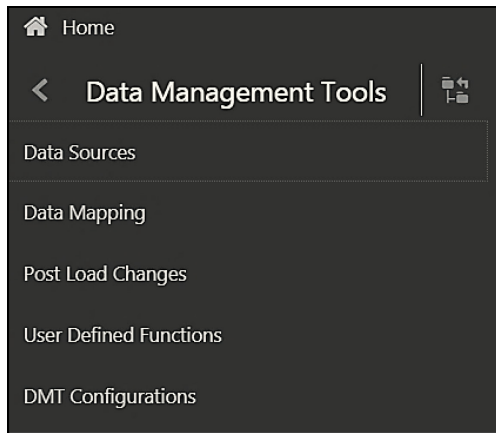 Home
Data Management Tools
Data Sources
Data Mapping
Post Load Changes
User Defined Functions
DMT Configurations